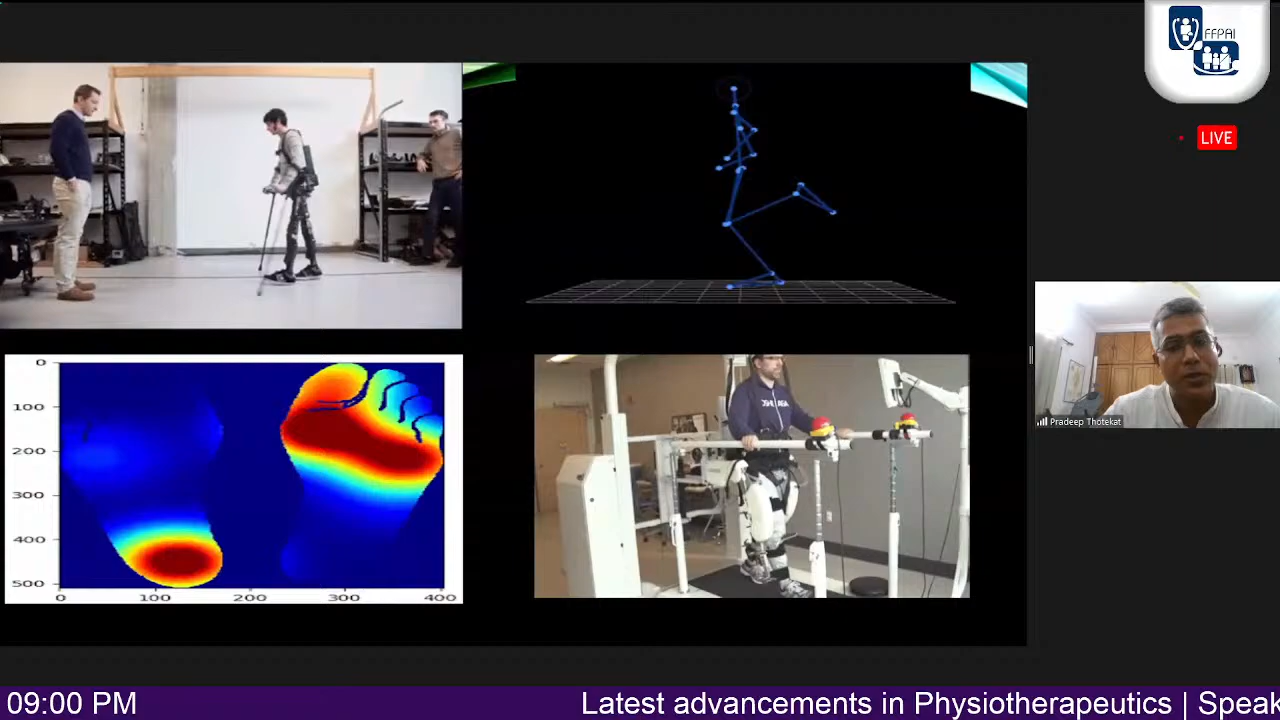 FFPAI
LIVE
0
100
200
300
400
500
0
100
200
300
400
Pradeep Thotekat
09:00 PM
Latest advancements in Physiotherapeutics | Speak